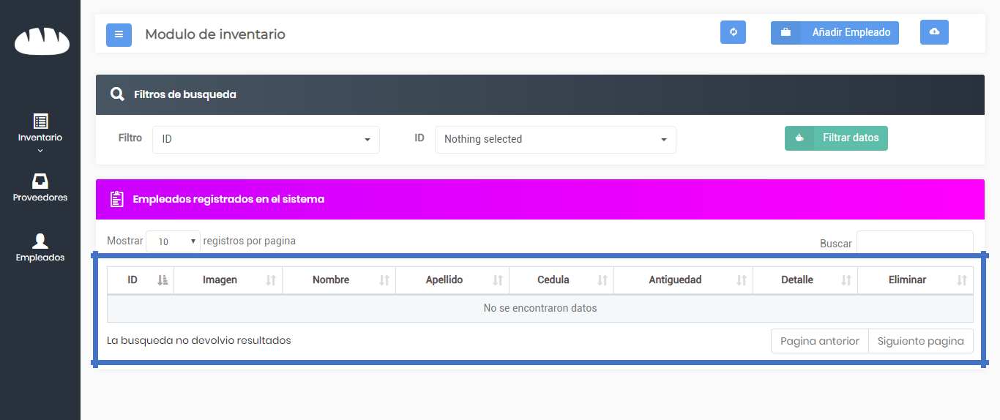 Modulo de inventario
Añadir Empleado
Filtros de busqueda
Inventario
Filtro ID ID Nothing selected Filtrar datos
Proveedores
Empleados registrados en el sistema
Empleados
Mostrar 10 registros por pagina
Buscar
ID Imagen Nombre Apellido Cedula Antiguedad Detalle Eliminar
No se encontraron datos
La busqueda no devolvio resultados
Pagina anterior Siguiente pagina